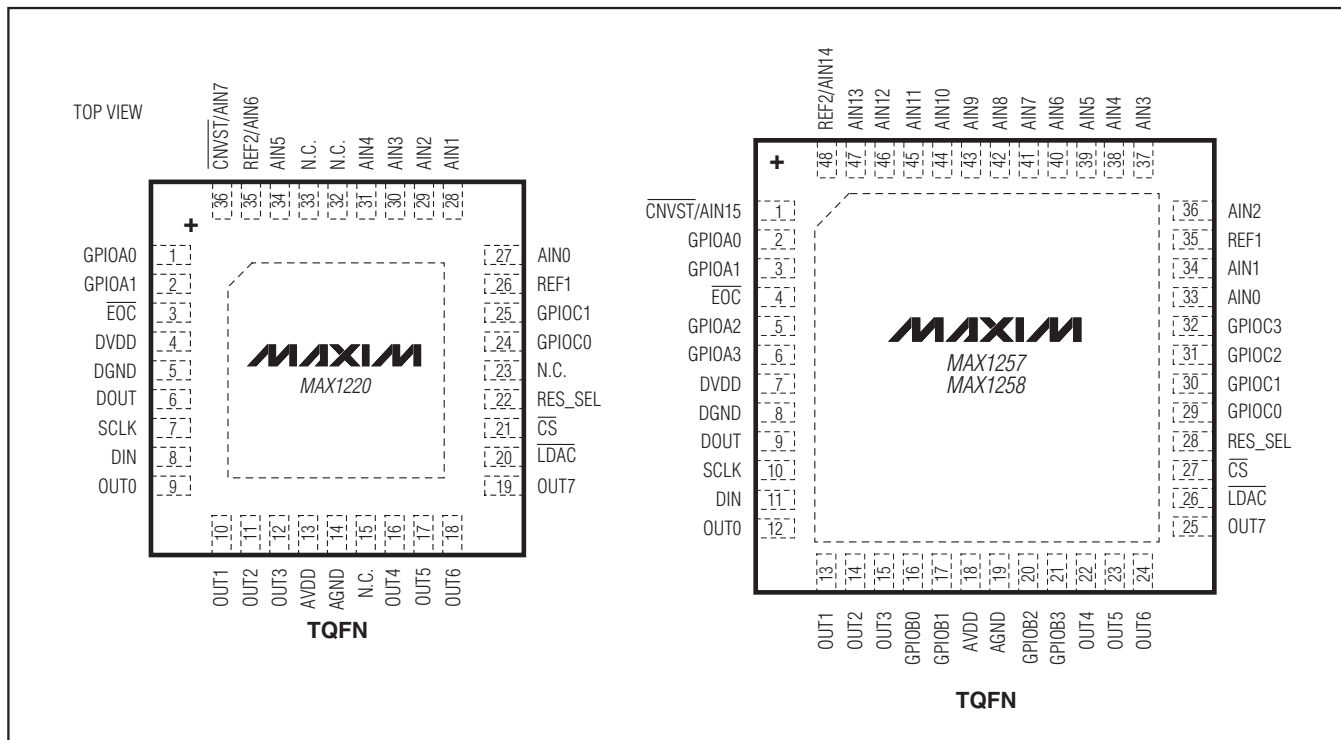 TOP VIEW
CNVST/AIN7
REF2/AIN6
AIN5
N.C.
N.C.
AIN4
AIN3
AIN2
AIN1
36
35
34
33
32
31
30
29
28
+
GPIOA0 1
GPIOA1 2
EOC 3
DVDD 4
DGND 5
DOUT 6
SCLK 7
DIN 8
OUT0 9
MAXIM
MAX1220
27 AIN0
26 REF1
25 GPIOC1
24 GPIOC0
23 N.C.
22 RES_SEL
21 CS
20 LDAC
19 OUT7
10
11
12
13
14
15
16
17
18
OUT1
OUT2
OUT3
AVDD
AGND
N.C.
OUT4
OUT5
OUT6
TQFN
REF2/AIN14
AIN13
AIN12
AIN11
AIN10
AIN9
AIN8
AIN7
AIN6
AIN5
AIN4
AIN3
48
47
46
45
44
43
42
41
40
39
38
37
+
CNVST/AIN15 1
GPIOA0 2
GPIOA1 3
EOC 4
GPIOA2 5
GPIOA3 6
DVDD 7
DGND 8
DOUT 9
SCLK 10
DIN 11
OUT0 12
MAXIM
MAX1257
MAX1258
36 AIN2
35 REF1
34 AIN1
33 AIN0
32 GPIOC3
31 GPIOC2
30 GPIOC1
29 GPIOC0
28 RES_SEL
27 CS
26 LDAC
25 OUT7
13
14
15
16
17
18
19
20
21
22
23
24
OUT1
OUT2
OUT3
GPIOB0
GPIOB1
AVDD
AGND
GPIOB2
GPIOB3
OUT4
OUT5
OUT6
TQFN